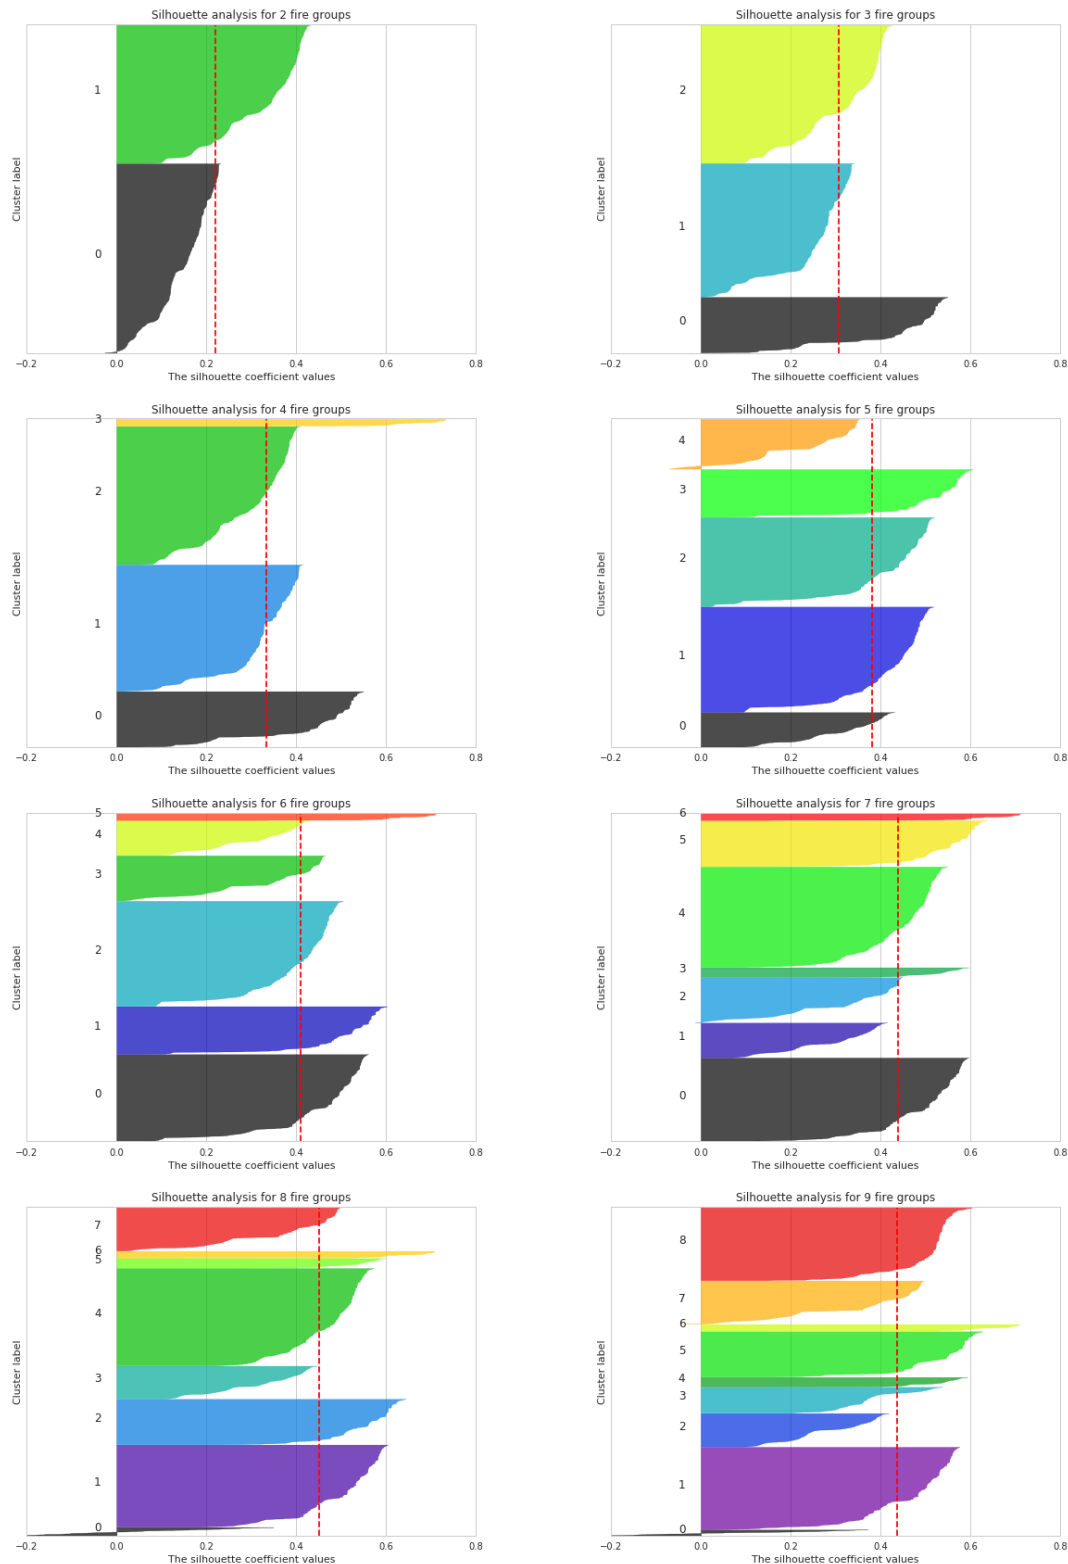 Silhouette analysis for 2 fire groups
Cluster label
1
0
−0.2 0.0 0.2 0.4 0.6 0.8
The silhouette coefficient values
Silhouette analysis for 3 fire groups
Cluster label
2
1
0
−0.2 0.0 0.2 0.4 0.6 0.8
The silhouette coefficient values
Silhouette analysis for 4 fire groups
Cluster label
3
2
1
0
−0.2 0.0 0.2 0.4 0.6 0.8
The silhouette coefficient values
Silhouette analysis for 5 fire groups
Cluster label
4
3
2
1
0
−0.2 0.0 0.2 0.4 0.6 0.8
The silhouette coefficient values
Silhouette analysis for 6 fire groups
Cluster label
5
4
3
2
1
0
−0.2 0.0 0.2 0.4 0.6 0.8
The silhouette coefficient values
Silhouette analysis for 7 fire groups
Cluster label
6
5
4
3
2
1
0
−0.2 0.0 0.2 0.4 0.6 0.8
The silhouette coefficient values
Silhouette analysis for 8 fire groups
Cluster label
7
6
5
4
3
2
1
0
−0.2 0.0 0.2 0.4 0.6 0.8
The silhouette coefficient values
Silhouette analysis for 9 fire groups
Cluster label
8
7
6
5
4
3
2
1
0
−0.2 0.0 0.2 0.4 0.6 0.8
The silhouette coefficient values